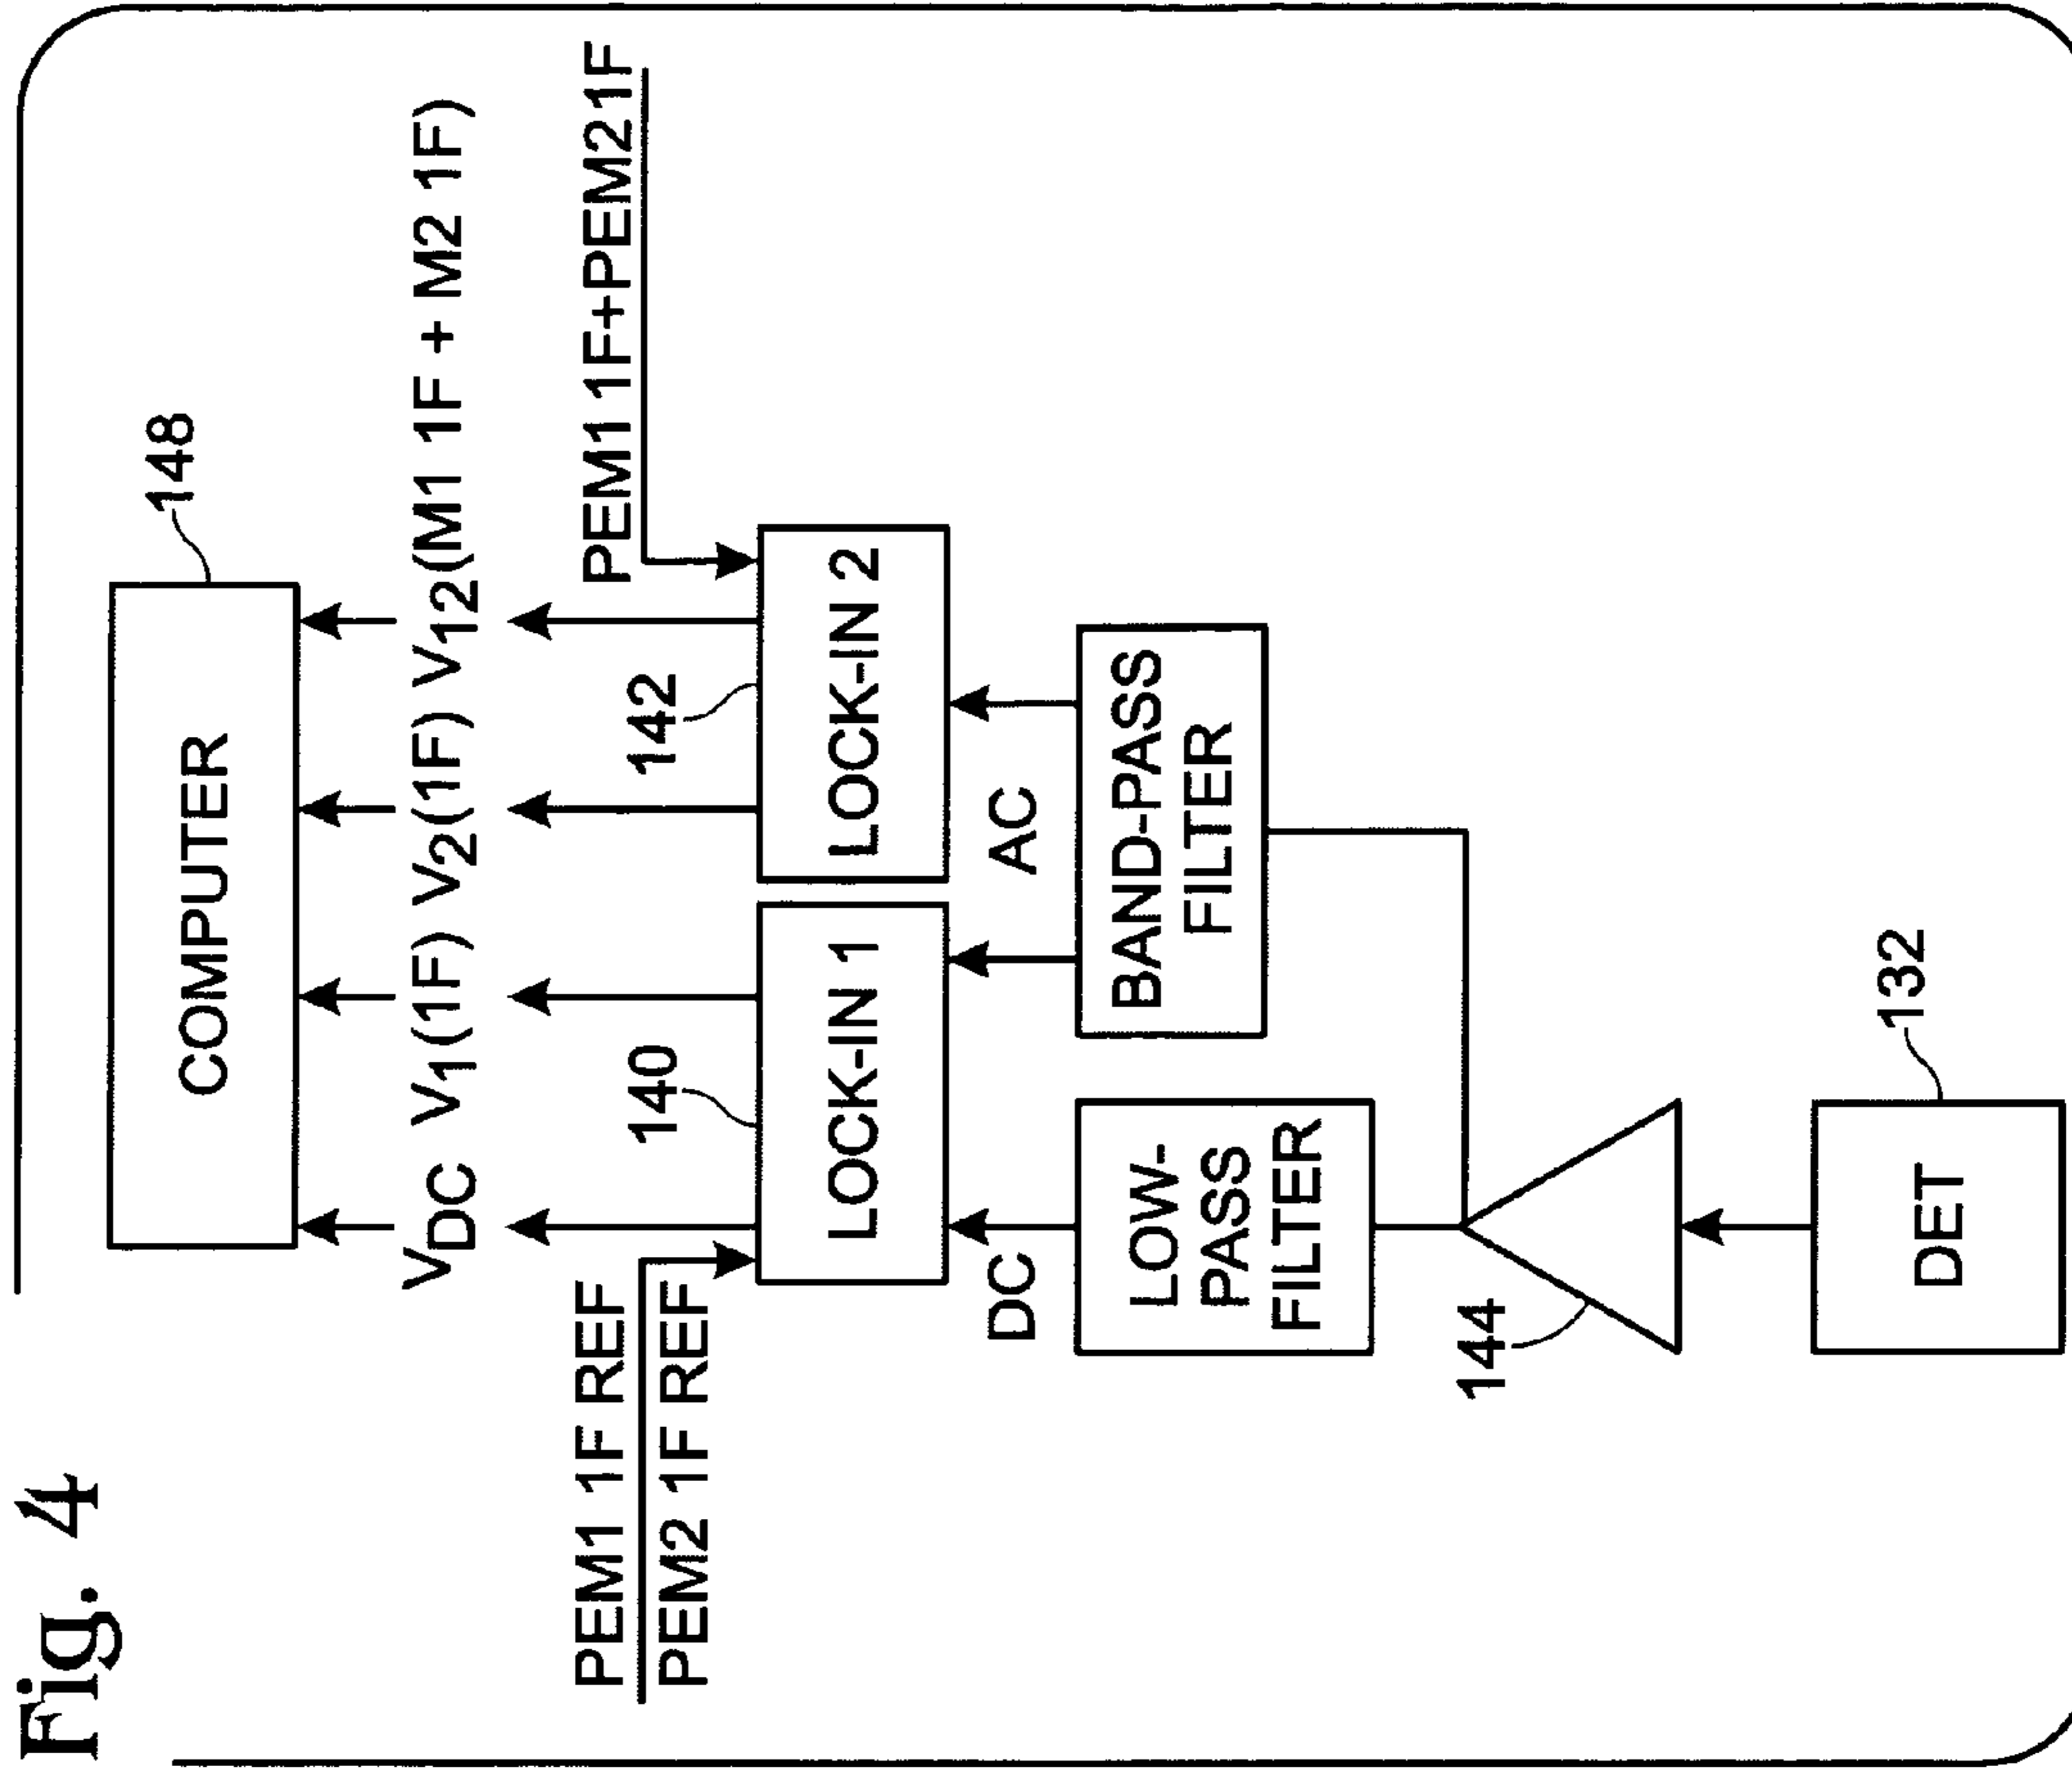 Fig. 4
COMPUTER
148
VDC V1(1F) V2(1F) V12(M1 1F + M2 1F)
PEM1 1F REF
PEM2 1F REF
140
142
PEM1 1F+PEM21F
LOCK-IN 1
LOCK-IN 2
DC
AC
LOW-
PASS
FILTER
BAND-PASS
FILTER
144
132
DET